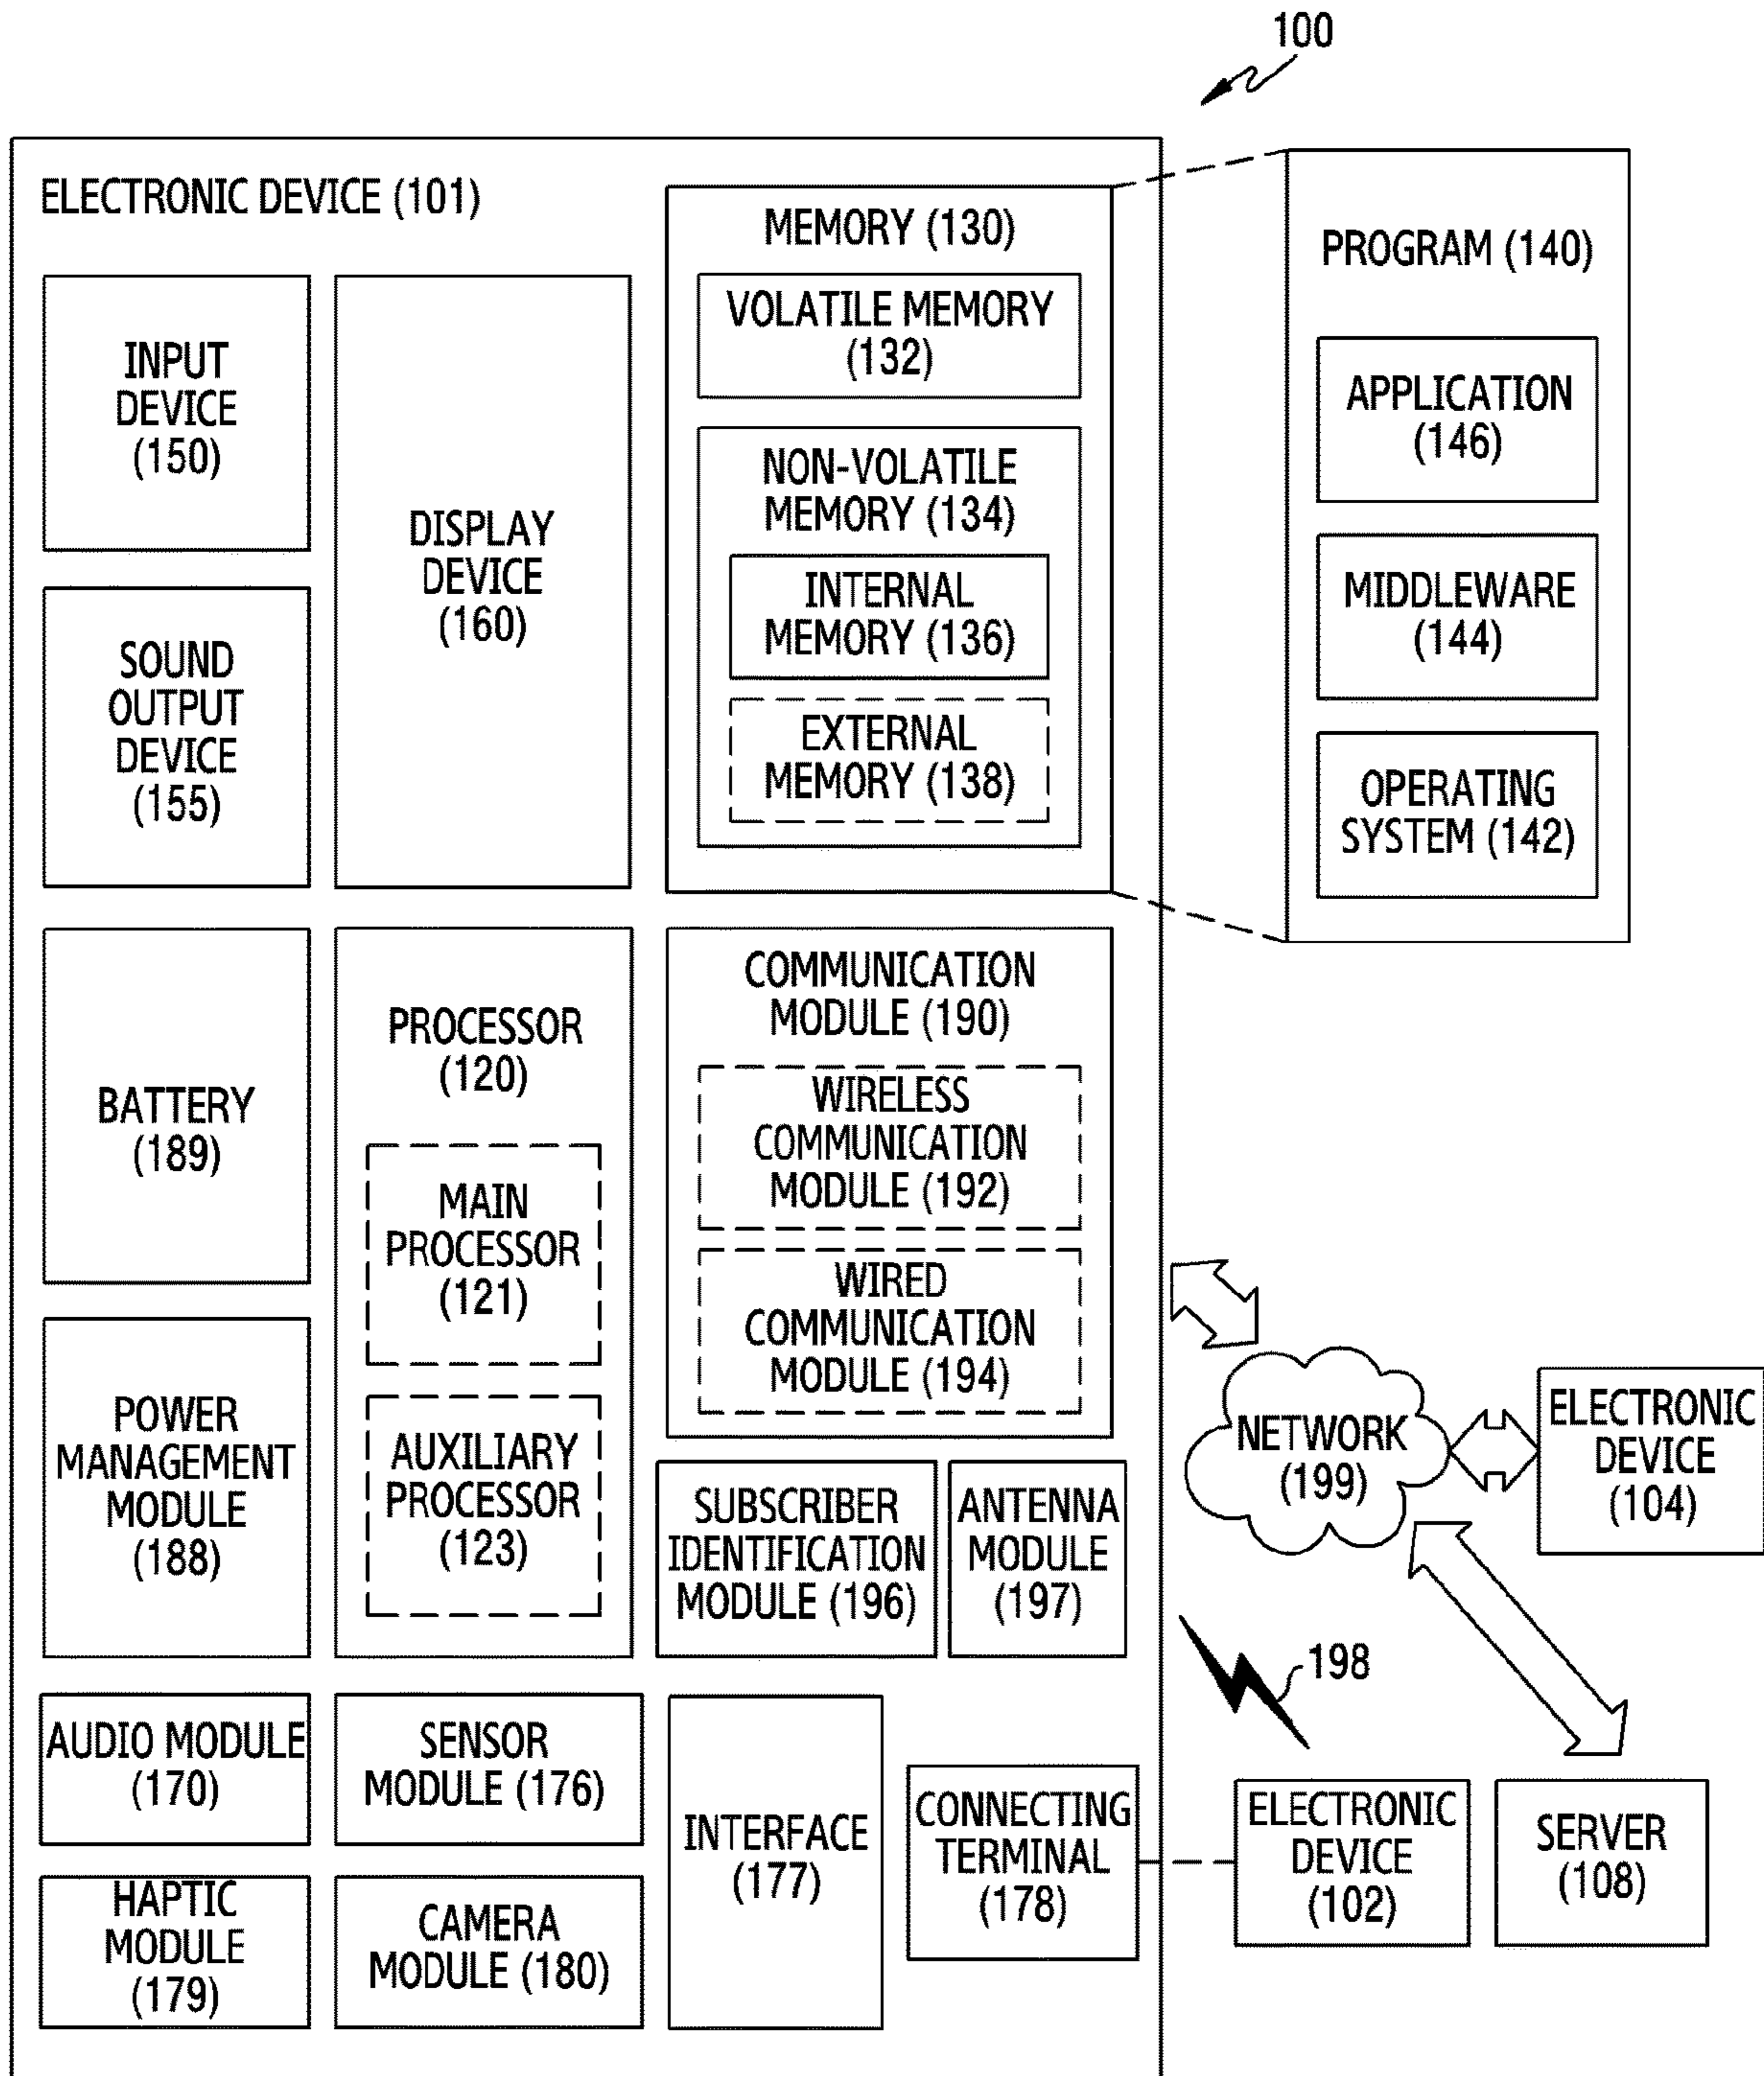 100
ELECTRONIC DEVICE (101)
INPUT
DEVICE
(150)
SOUND
OUTPUT
DEVICE
(155)
DISPLAY
DEVICE
(160)
MEMORY (130)
VOLATILE MEMORY
(132)
NON-VOLATILE
MEMORY (134)
INTERNAL
MEMORY (136)
EXTERNAL
MEMORY (138)
PROGRAM (140)
APPLICATION
(146)
MIDDLEWARE
(144)
OPERATING
SYSTEM (142)
BATTERY
(189)
POWER
MANAGEMENT
MODULE
(188)
PROCESSOR
(120)
MAIN
PROCESSOR
(121)
AUXILIARY
PROCESSOR
(123)
COMMUNICATION
MODULE (190)
WIRELESS
COMMUNICATION
MODULE (192)
WIRED
COMMUNICATION
MODULE (194)
SUBSCRIBER
IDENTIFICATION
MODULE (196)
ANTENNA
MODULE
(197)
NETWORK
(199)
ELECTRONIC
DEVICE
(104)
198
AUDIO MODULE
(170)
SENSOR
MODULE (176)
HAPTIC
MODULE
(179)
CAMERA
MODULE (180)
INTERFACE
(177)
CONNECTING
TERMINAL
(178)
ELECTRONIC
DEVICE
(102)
SERVER
(108)